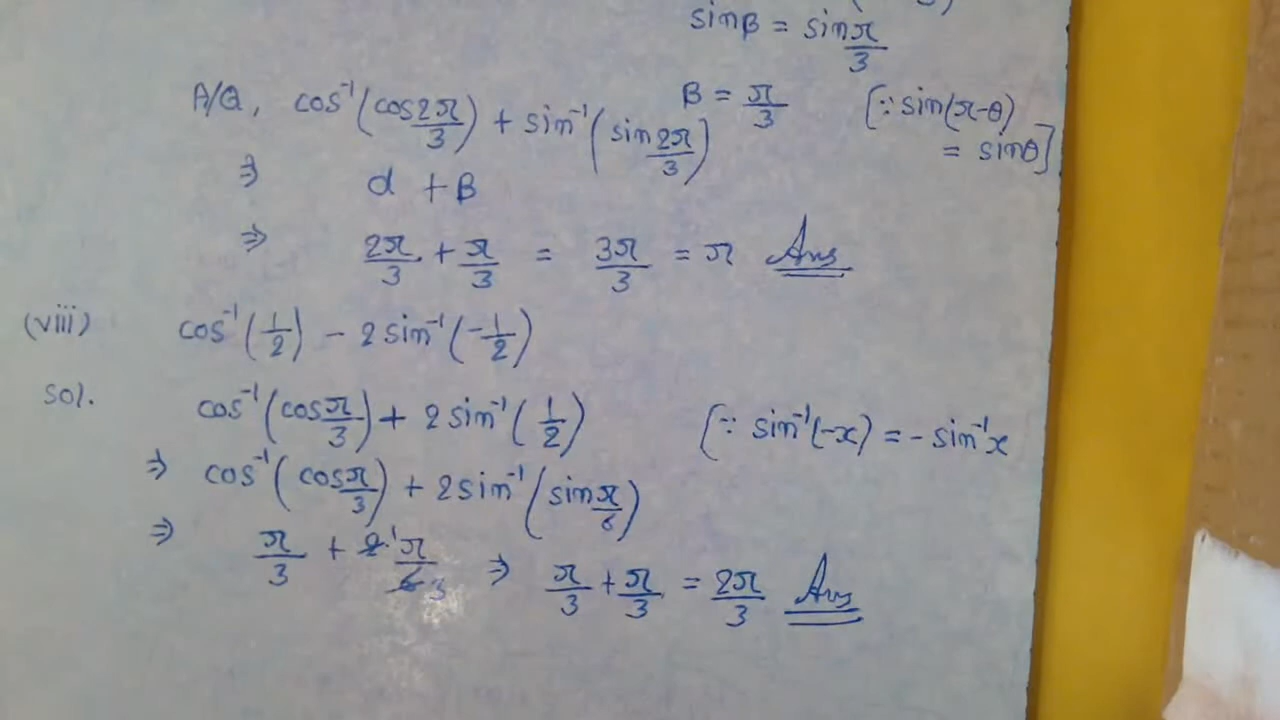 sinβ = sin π/3
A/Q, cos⁻¹(cos 2π/3) + sin⁻¹(sin 2π/3) β = π/3 [∵ sin(π-θ)
= sinθ]
⇒ α + β
⇒ 2π/3 + π/3 = 3π/3 = π Ans
(viii) cos⁻¹(1/2) - 2 sin⁻¹(-1/2)
Sol. cos⁻¹(cos π/3) + 2 sin⁻¹(1/2) [∵ sin⁻¹(-x) = - sin⁻¹x
⇒ cos⁻¹(cos π/3) + 2 sin⁻¹(sin π/6)
⇒ π/3 + 2 π/6 ⇒ π/3 + π/3 = 2π/3 Ans